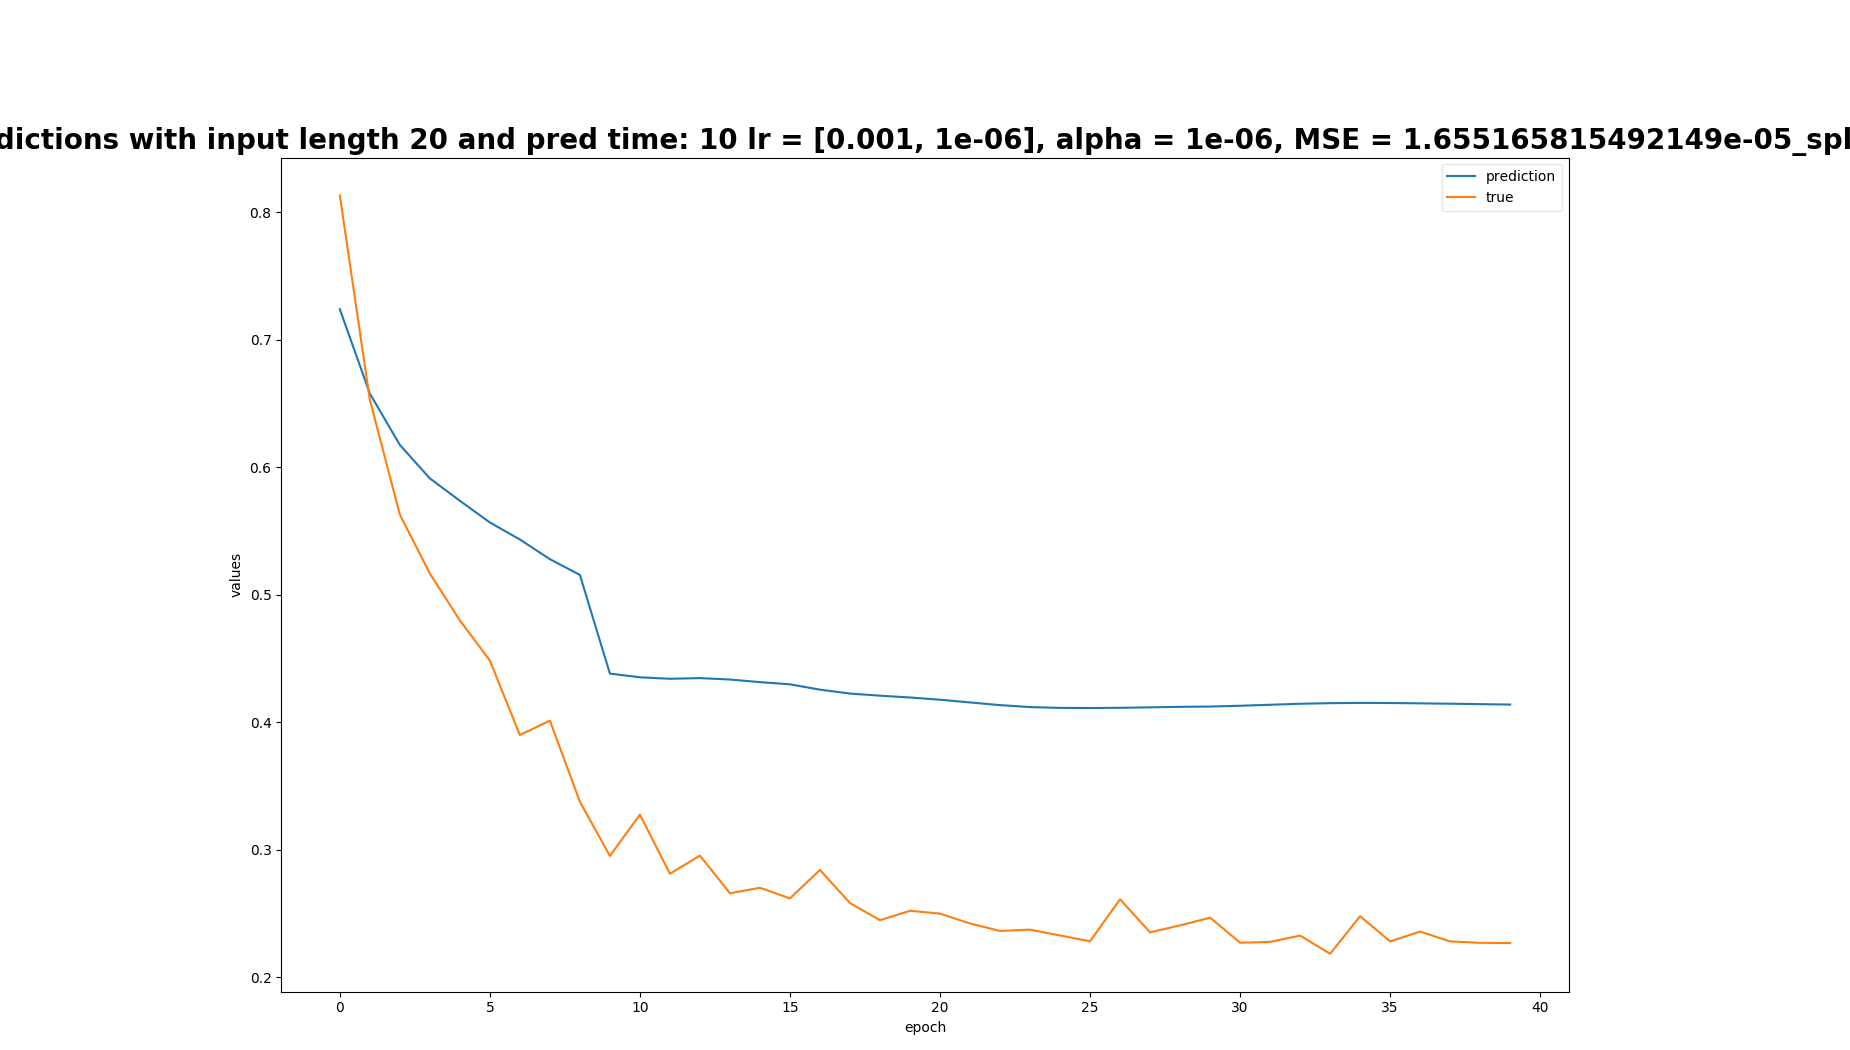 dictions with input length 20 and pred time: 10 lr = [0.001, 1e-06], alpha = 1e-06, MSE = 1.655165815492149e-05_spl
prediction
true
0.8
0.7
0.6
0.5
0.4
0.3
0.2
values
0 5 10 15 20 25 30 35 40
epoch